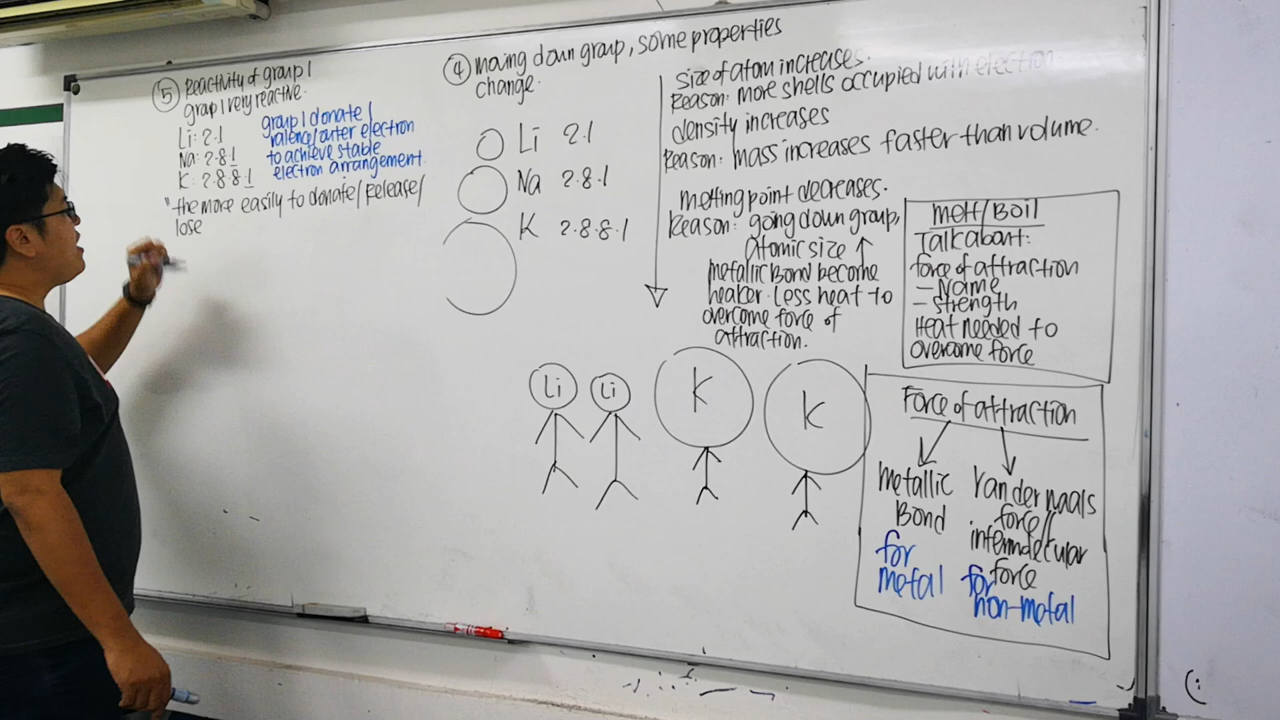 ⑤ Reactivity of group 1
group 1 very reactive.
Li: 2.1
Na: 2.8.1
K: 2.8.8.1
group 1 donate 1
valence/outer electron
to achieve stable
electron arrangement
"the more easily to donate/release/
lose
④ moving down group, some properties
change.
Li 2.1
Na 2.8.1
K 2.8.8.1
size of atom increases.
Reason: more shells occupied with electron
density increases
Reason: mass increases faster than volume.
melting point decreases.
Reason: going down group,
atomic size ↑
metallic Bond become
weaker. Less heat to
overcome force of
attraction.
melt/Boil
Talk about:
force of attraction
- Name
- strength
Heat needed to
overcome force
Li Li K K
Force of attraction
metallic
Bond
for
metal
Van der waals
force//
intermolecular
force
for
non-metal
(: